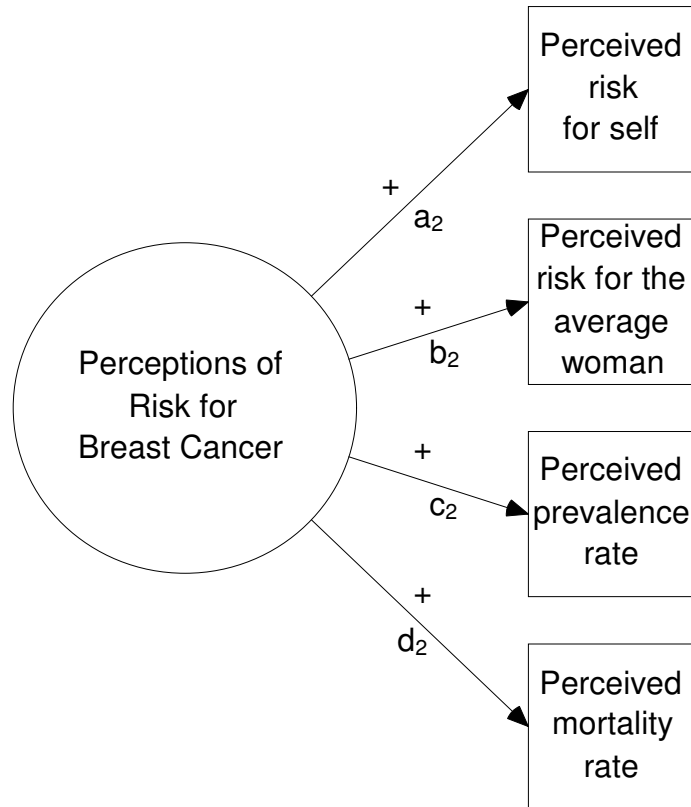 Perceived
risk
for self
+
a₂
Perceived
risk for the
average
woman
+
b₂
Perceptions of
Risk for
Breast Cancer
+
c₂
Perceived
prevalence
rate
+
d₂
Perceived
mortality
rate